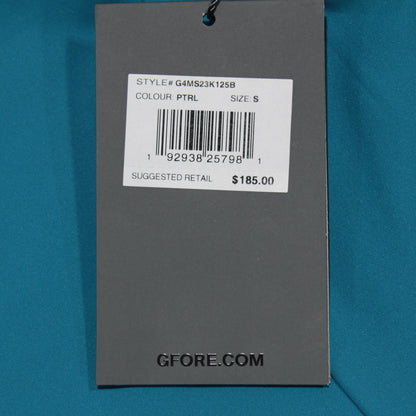 STYLE# G4MS23K125B
COLOUR: PTRL SIZE: S
1 92938 25798 1
SUGGESTED RETAIL $185.00
GFORE.COM